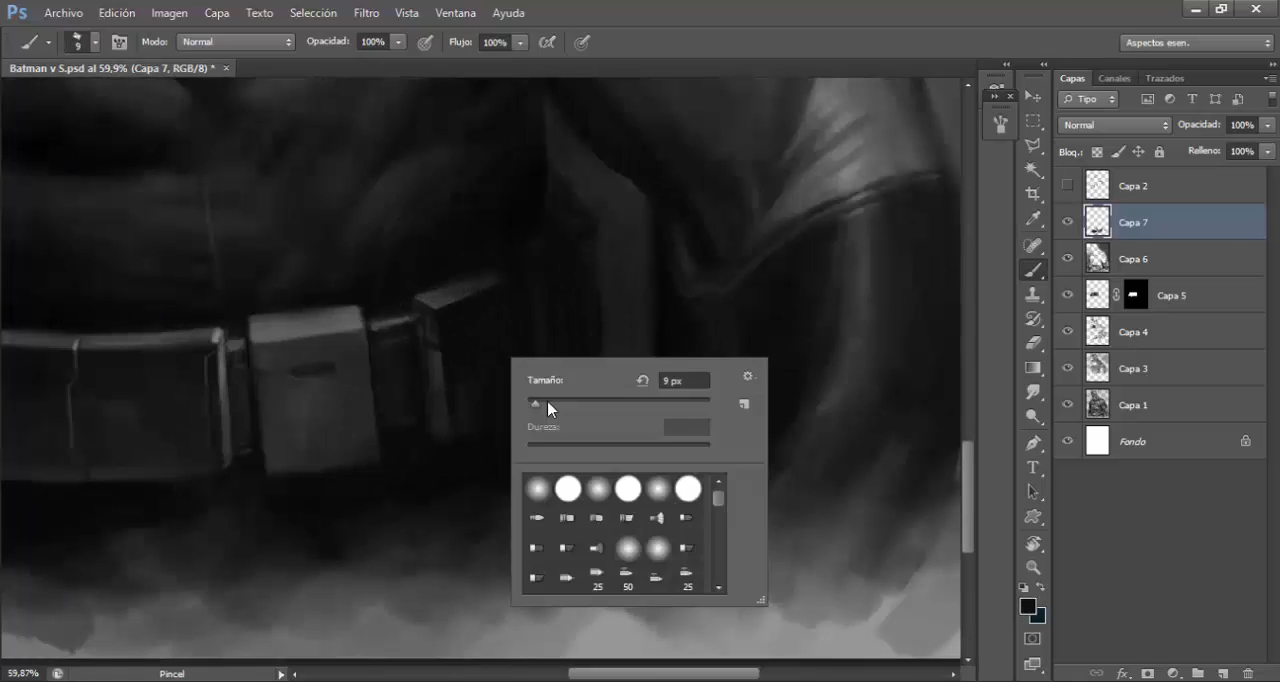 Ps Archivo Edición Imagen Capa Texto Selección Filtro Vista Ventana Ayuda
9 Modo: Normal Opacidad: 100% Flujo: 100% Aspectos esen.
Batman v S.psd al 59,9% (Capa 7, RGB/8) * ×
Capas Canales Trazados
Tipo
Normal Opacidad: 100%
Bloq.: Relleno: 100%
Capa 2
Capa 7
Capa 6
Capa 5
Capa 4
Capa 3
Capa 1
Fondo
Tamaño: 9 px
Dureza:
25 50 25
59,87% Pincel